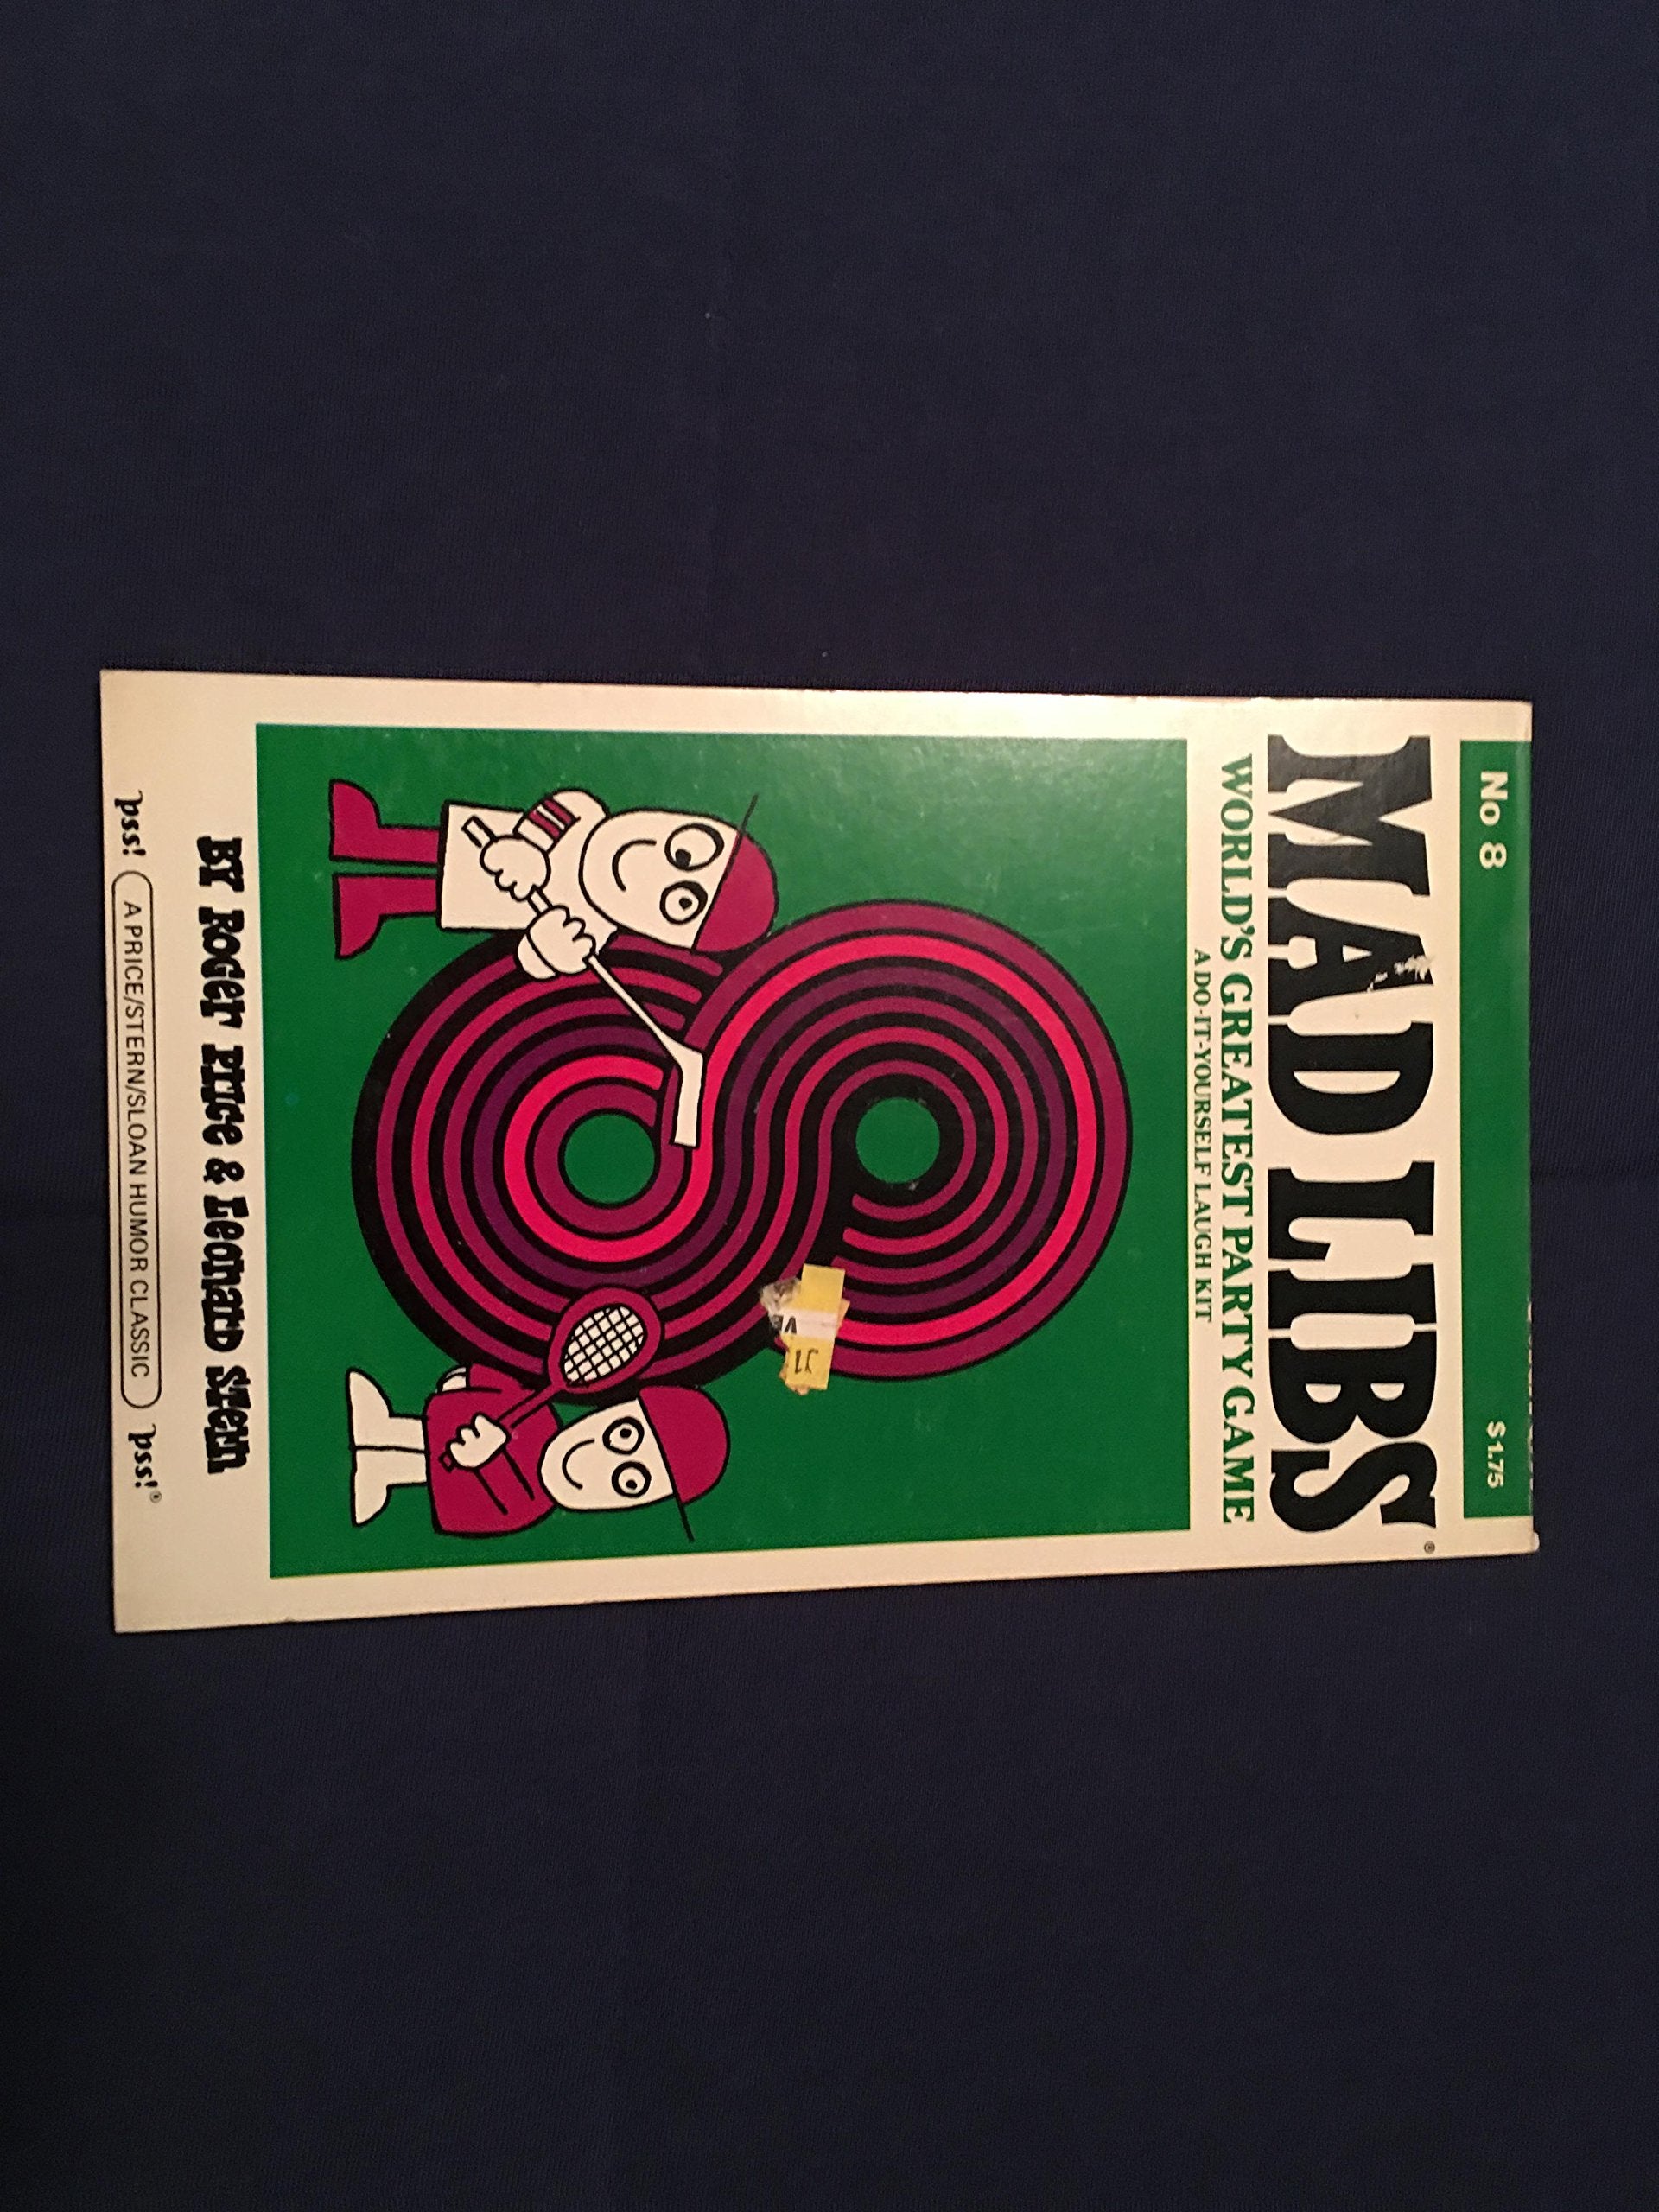 No 8 $1.75
MAD LIBS®
WORLD'S GREATEST PARTY GAME
A DO-IT-YOURSELF LAUGH KIT
BY ROGER PRICE & LEONARD STERN
pss! A PRICE/STERN/SLOAN HUMOR CLASSIC pss!®